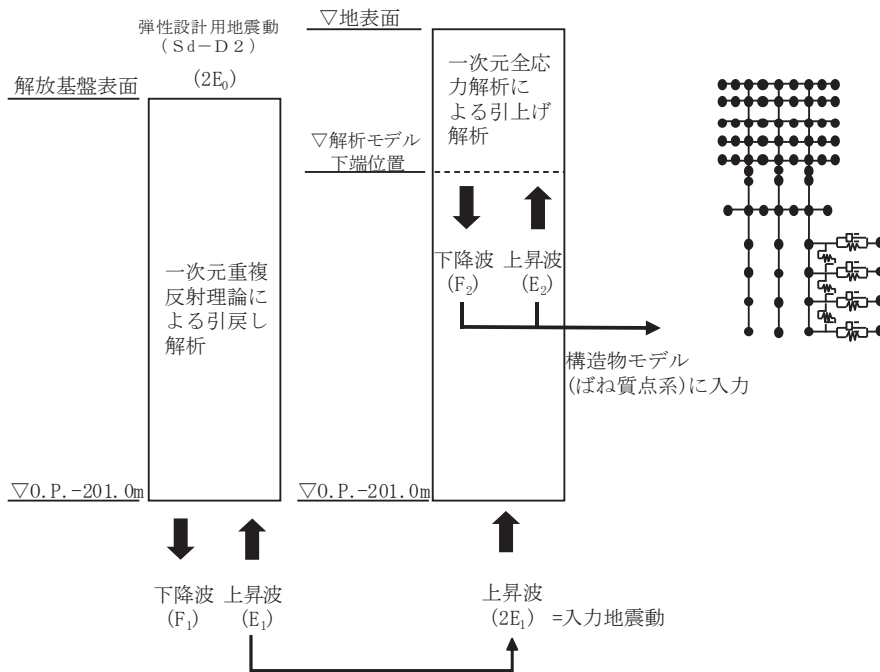 弾性設計用地震動
(Sd－D2)
(2E₀)
解放基盤表面
一次元重複
反射理論に
よる引戻し
解析
▽O.P.-201.0m
下降波
(F₁)
上昇波
(E₁)
▽地表面
一次元全応
力解析に
よる引上げ
解析
▽解析モデル
下端位置
下降波
(F₂)
上昇波
(E₂)
構造物モデル
(ばね質点系)に入力
▽O.P.-201.0m
上昇波
(2E₁) =入力地震動